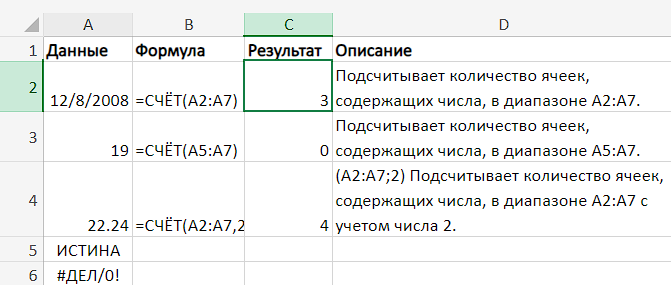 A B C D
1 Данные Формула Результат Описание
Подсчитывает количество ячеек,
2 12/8/2008 =СЧЁТ(A2:A7) 3 содержащих числа, в диапазоне A2:A7.
Подсчитывает количество ячеек,
3 19 =СЧЁТ(A5:A7) 0 содержащих числа, в диапазоне A5:A7.
(A2:A7;2) Подсчитывает количество ячеек,
содержащих числа, в диапазоне A2:A7 с
4 22.24 =СЧЁТ(A2:A7,2 4 учетом числа 2.
5 ИСТИНА
6 #ДЕЛ/0!